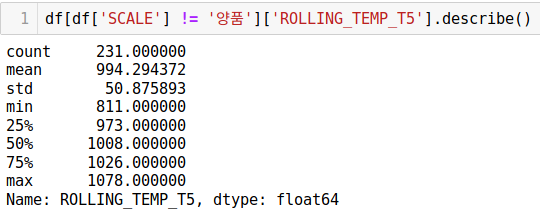 1 df[df['SCALE'] != '양품']['ROLLING_TEMP_T5'].describe()
count 231.000000
mean 994.294372
std 50.875893
min 811.000000
25% 973.000000
50% 1008.000000
75% 1026.000000
max 1078.000000
Name: ROLLING_TEMP_T5, dtype: float64